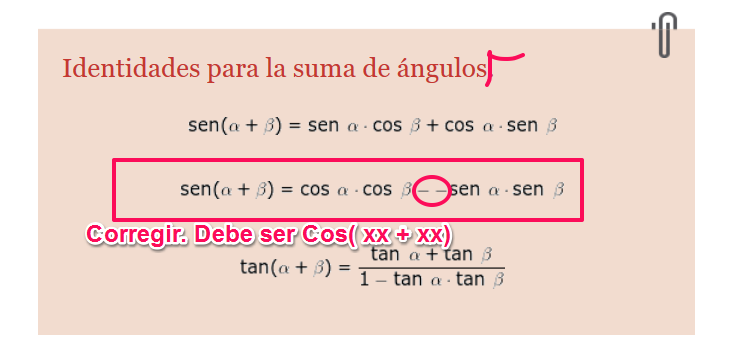 Identidades para la suma de ángulos.
sen(α + β) = sen α · cos β + cos α · sen β
sen(α + β) = cos α · cos β − − sen α · sen β
Corregir. Debe ser Cos( xx + xx)
tan(α + β) = tan α + tan β
1 − tan α · tan β